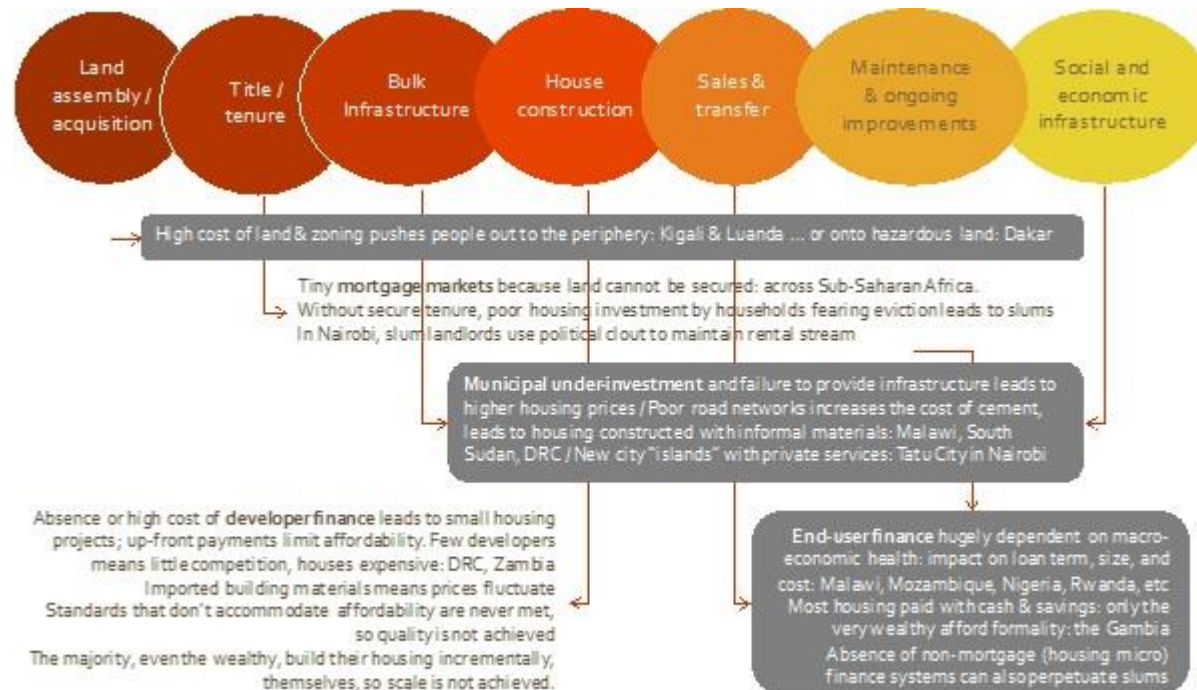 Land
assembly /
acquisition
Title /
tenure
Bulk
Infrastructure
House
construction
Sales &
transfer
Maintenance
& ongoing
improvements
Social and
economic
infrastructure
High cost of land & zoning pushes people out to the periphery: Kigali & Luanda ... or onto hazardous land: Dakar
Tiny mortgage markets because land cannot be secured: across Sub-Saharan Africa.
Without secure tenure, poor housing investment by households fearing eviction leads to slums
In Nairobi, slum landlords use political clout to maintain rental stream
Municipal under-investment and failure to provide infrastructure leads to
higher housing prices / Poor road networks increases the cost of cement,
leads to housing constructed with informal materials: Malawi, South
Sudan, DRC / New city "islands" with private services: Tatu City in Nairobi
Absence or high cost of developer finance leads to small housing
projects; up-front payments limit affordability. Few developers
means little competition, houses expensive: DRC, Zambia
Imported building materials means prices fluctuate
Standards that don't accommodate affordability are never met,
so quality is not achieved
The majority, even the wealthy, build their housing incrementally,
themselves, so scale is not achieved.
End-user finance hugely dependent on macro-
economic health: impact on loan term, size, and
cost: Malawi, Mozambique, Nigeria, Rwanda, etc
Most housing paid with cash & savings: only the
very wealthy afford formality: the Gambia
Absence of non-mortgage (housing micro)
finance systems can also perpetuate slums